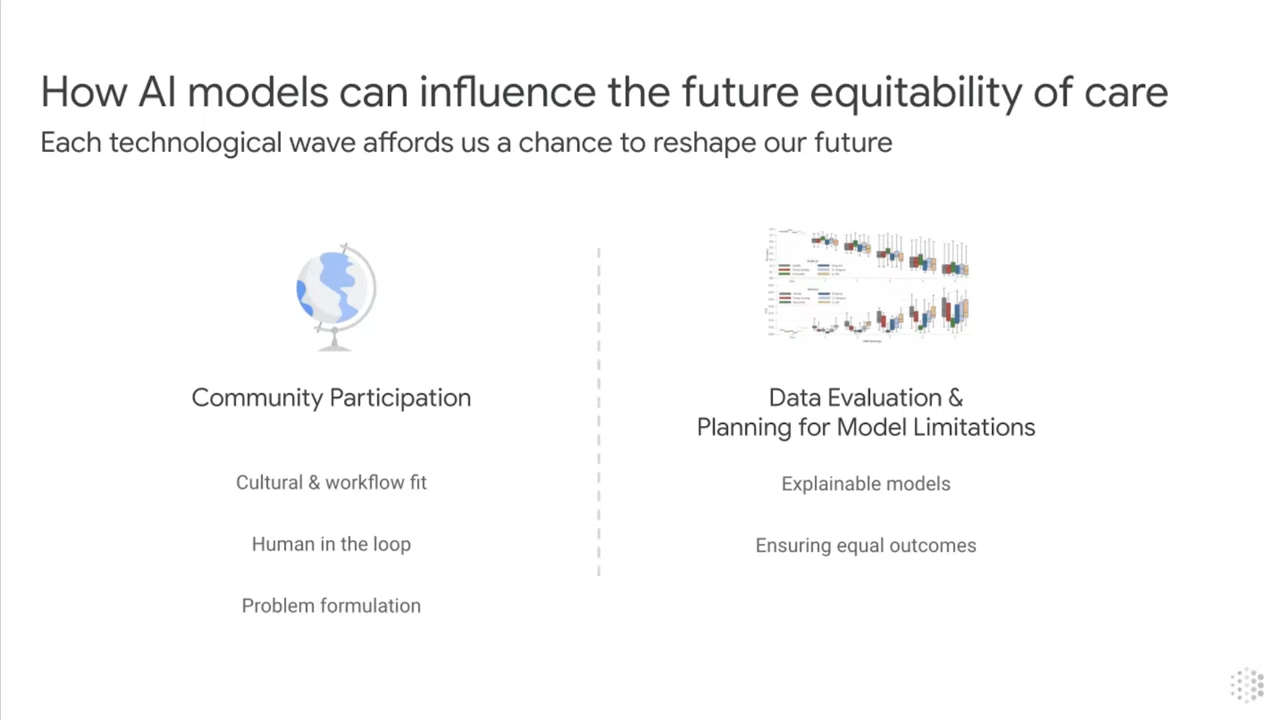 How AI models can influence the future equitability of care
Each technological wave affords us a chance to reshape our future
Community Participation
Cultural & workflow fit
Human in the loop
Problem formulation
Data Evaluation &
Planning for Model Limitations
Explainable models
Ensuring equal outcomes